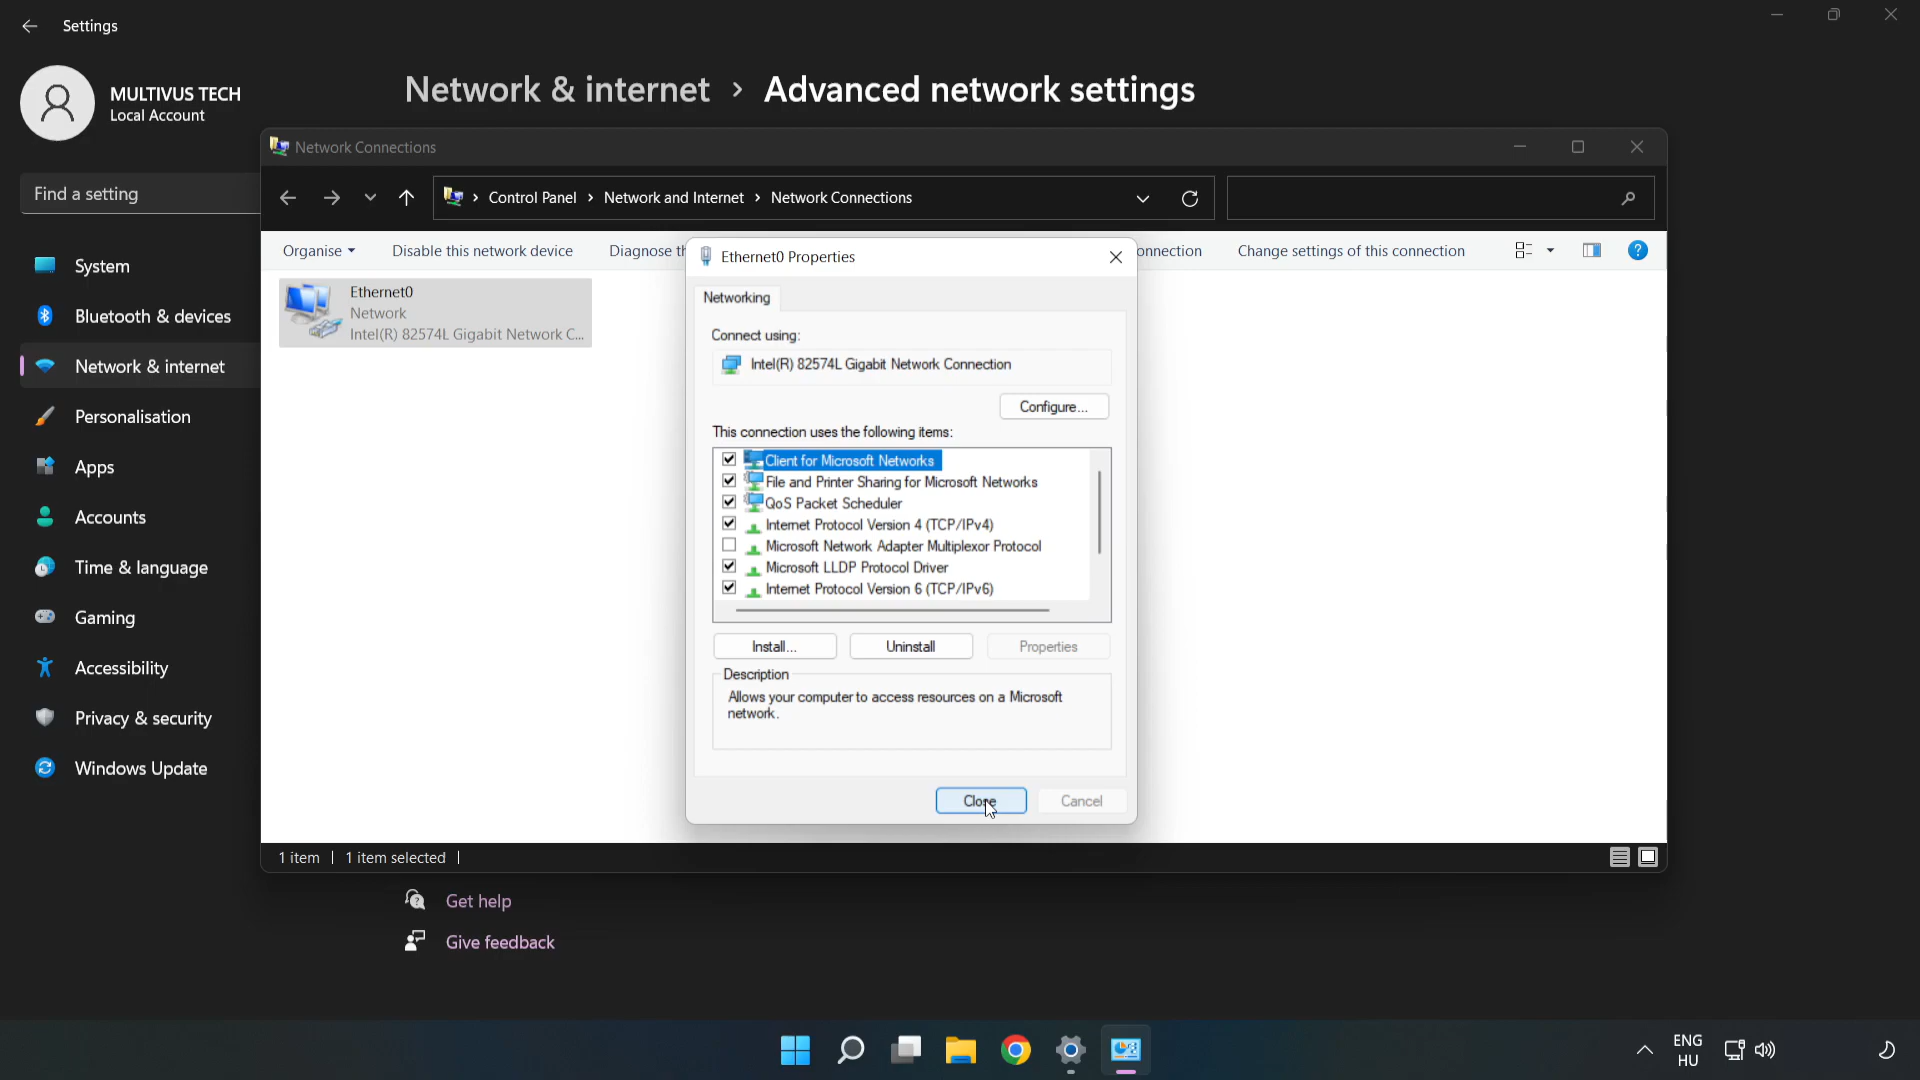 Settings
MULTIVUS TECH
Local Account
Network & internet › Advanced network settings
Find a setting
System
Bluetooth & devices
Network & internet
Personalisation
Apps
Accounts
Time & language
Gaming
Accessibility
Privacy & security
Windows Update
Network Connections
Control Panel › Network and Internet › Network Connections
Organise
Disable this network device
Diagnose th
onnection
Change settings of this connection
Ethernet0
Network
Intel(R) 82574L Gigabit Network C...
Ethernet0 Properties
Networking
Connect using:
Intel(R) 82574L Gigabit Network Connection
Configure...
This connection uses the following items:
Client for Microsoft Networks
File and Printer Sharing for Microsoft Networks
QoS Packet Scheduler
Internet Protocol Version 4 (TCP/IPv4)
Microsoft Network Adapter Multiplexor Protocol
Microsoft LLDP Protocol Driver
Internet Protocol Version 6 (TCP/IPv6)
Install...
Uninstall
Properties
Description
Allows your computer to access resources on a Microsoft
network.
Close
Cancel
1 item
1 item selected
Get help
Give feedback
ENG
HU